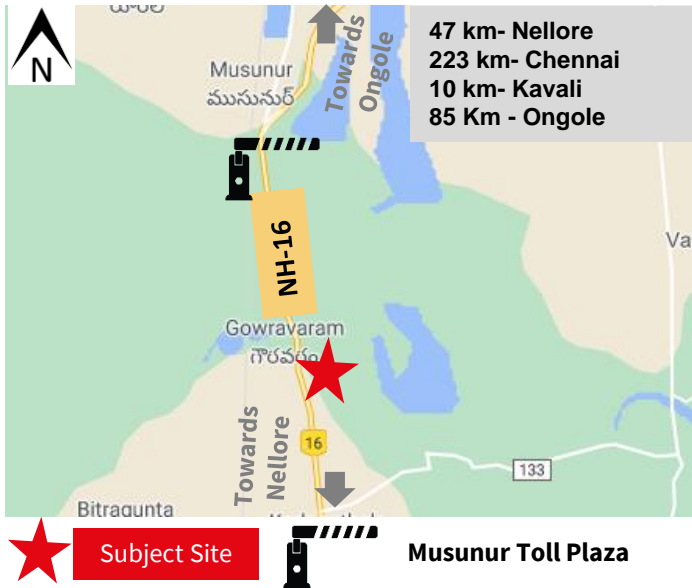 N
Musunur
ముసునూర్
Towards
Ongole
47 km- Nellore
223 km- Chennai
10 km- Kavali
85 Km - Ongole
NH-16
Va
Gowravaram
గౌరవరం
Towards
Nellore
16
133
Bitragunta
Subject Site
Musunur Toll Plaza